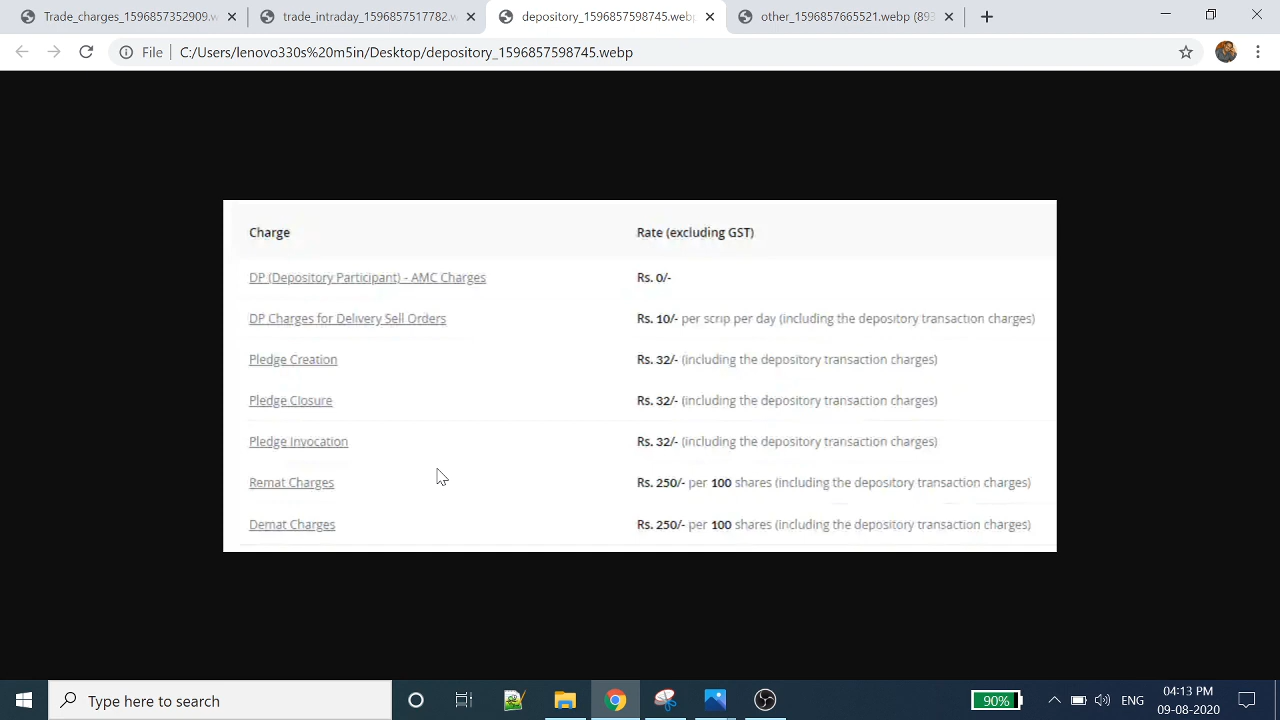 Trade_charges_1596857352909.w
trade_intraday_1596857517782.w
depository_1596857598745.webp
other_1596857665521.webp (893
File
C:/Users/lenovo330s%20m5in/Desktop/depository_1596857598745.webp
Charge Rate (excluding GST)
DP (Depository Participant) - AMC Charges Rs. 0/-
DP Charges for Delivery Sell Orders Rs. 10/- per scrip per day (including the depository transaction charges)
Pledge Creation Rs. 32/- (including the depository transaction charges)
Pledge Closure Rs. 32/- (including the depository transaction charges)
Pledge Invocation Rs. 32/- (including the depository transaction charges)
Remat Charges Rs. 250/- per 100 shares (including the depository transaction charges)
Demat Charges Rs. 250/- per 100 shares (including the depository transaction charges)
Type here to search
90%
ENG
04:13 PM
09-08-2020